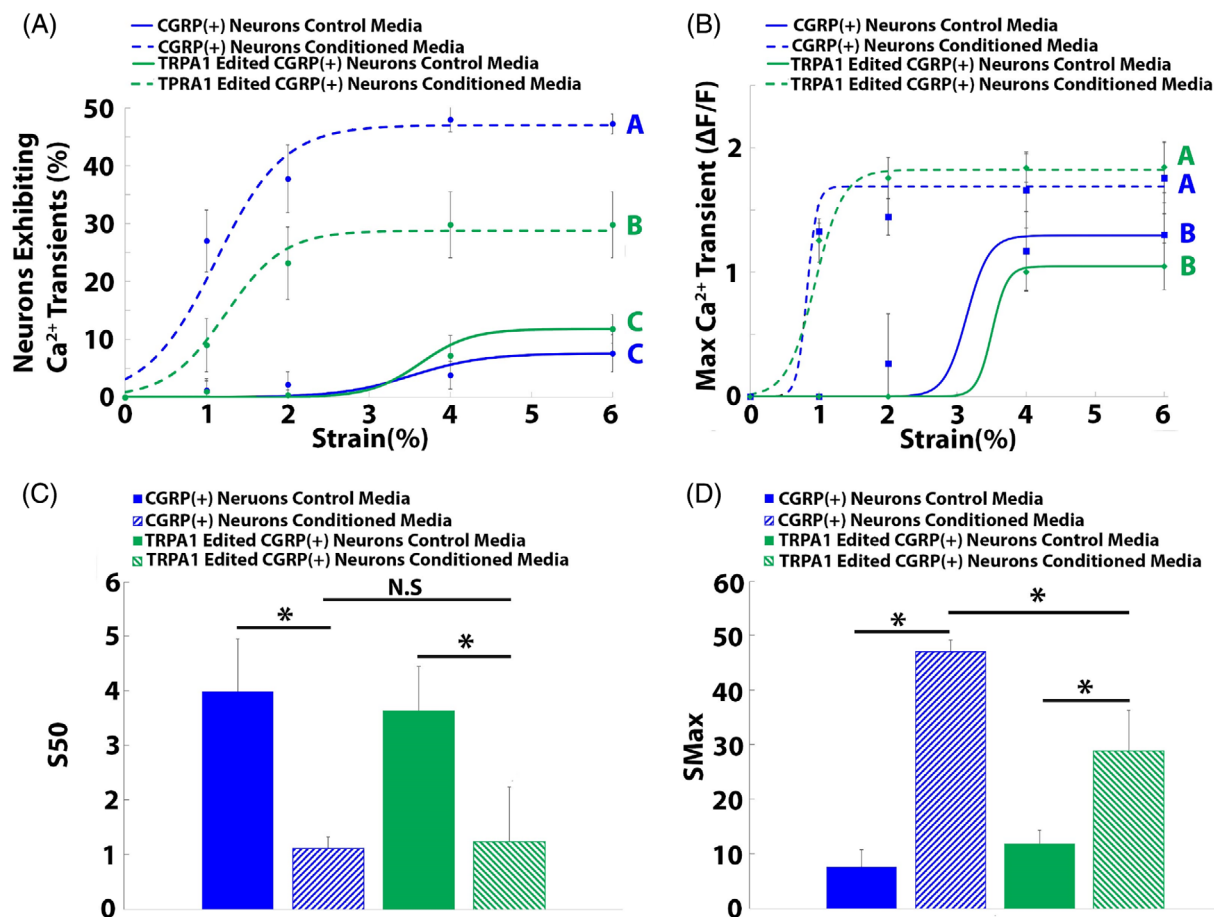 (A)
CGRP(+) Neurons Control Media
CGRP(+) Neurons Conditioned Media
TRPA1 Edited CGRP(+) Neurons Control Media
TPRA1 Edited CGRP(+) Neurons Conditioned Media
Neurons Exhibiting
Ca2+ Transients (%)
50
40
30
20
10
0
0
1
2
4
6
Strain(%)
A
B
C
C
(B)
CGRP(+) Neurons Control Media
CGRP(+) Neurons Conditioned Media
TRPA1 Edited CGRP(+) Neurons Control Media
TRPA1 Edited CGRP(+) Neurons Conditioned Media
Max Ca2+ Transient (ΔF/F)
2
1
0
0
1
2
3
4
5
6
Strain(%)
A
A
B
B
(C)
CGRP(+) Neruons Control Media
CGRP(+) Neurons Conditioned Media
TRPA1 Edited CGRP(+) Neurons Control Media
TRPA1 Edited CGRP(+) Neurons Conditioned Media
S50
6
5
4
3
2
1
0
*
N.S
*
(D)
CGRP(+) Neurons Control Media
CGRP(+) Neurons Conditioned Media
TRPA1 Edited CGRP(+) Neurons Control Media
TRPA1 Edited CGRP(+) Neurons Conditioned Media
SMax
60
50
40
30
20
10
0
*
*
*